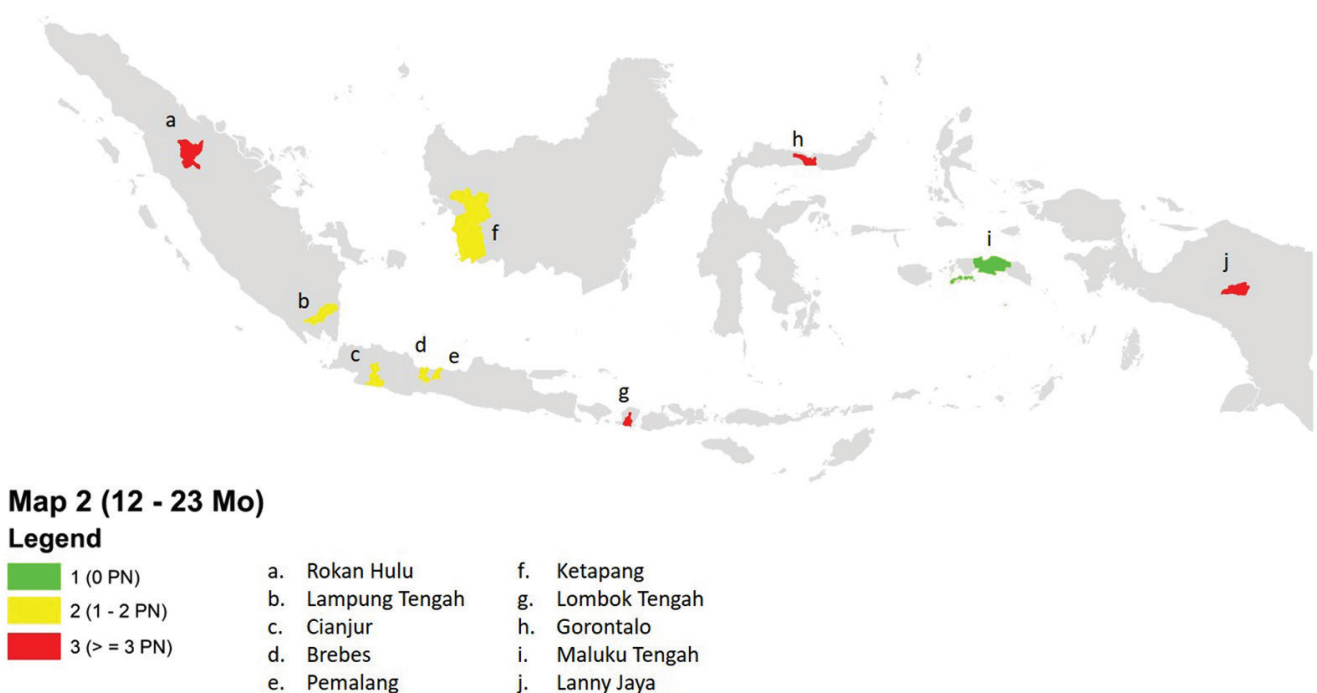 a
h
f
i
j
b
c
d
e
g
Map 2 (12 - 23 Mo)
Legend
1 (0 PN)
2 (1 - 2 PN)
3 (> = 3 PN)
a. Rokan Hulu
b. Lampung Tengah
c. Cianjur
d. Brebes
e. Pemalang
f. Ketapang
g. Lombok Tengah
h. Gorontalo
i. Maluku Tengah
j. Lanny Jaya